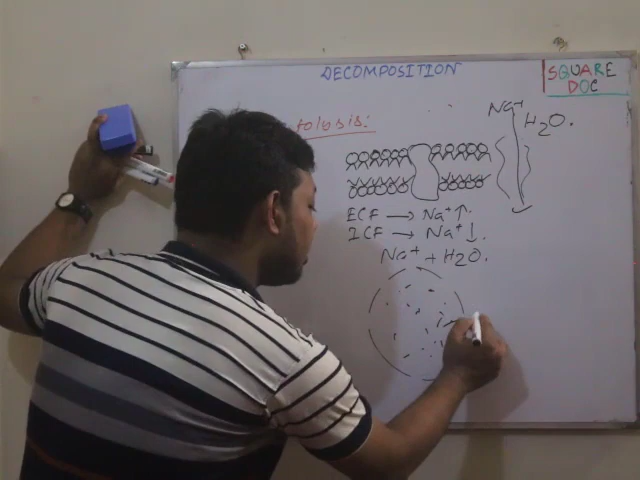 DECOMPOSITION
SQUARE
DOC
Na+
H2O.
tolysis:
ECF → Na+↑.
ICF → Na+↓.
Na+ + H2O.